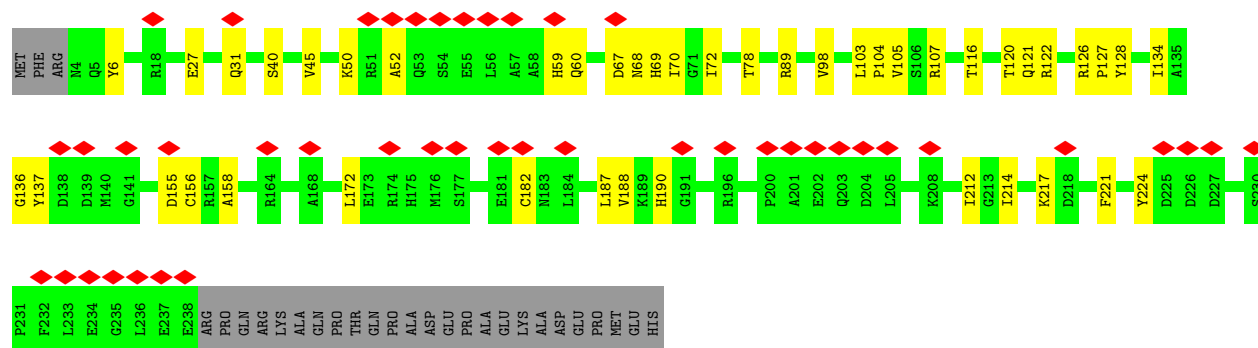 MET PHE ARG N4 Q5 Y6 R18 E27 Q31 S40 V45 K50 R51 A52 Q53 S54 E55 L56 A57 A58 H59 Q60 D67 N68 H69 I70 G71 I72 T78 R89 V98 L103 P104 V105 S106 R107 T116 T120 Q121 R122 R126 P127 Y128 I134 A135
G136 Y137 D138 D139 M140 G141 D155 C156 R157 A158 R164 A168 L172 E173 R174 H175 M176 S177 E181 C182 N183 L184 L187 V188 K189 H190 G191 R196 P200 A201 E202 Q203 D204 L205 K208 I212 G213 I214 K217 D218 F221 Y224 D225 D226 D227 S230
P231 F232 L233 E234 G235 L236 E237 E238 ARG PRO GLN ARG LYS ALA GLN PRO THR GLN PRO ALA ASP GLU PRO ALA GLU LYS ALA ASP GLU PRO MET GLU HIS